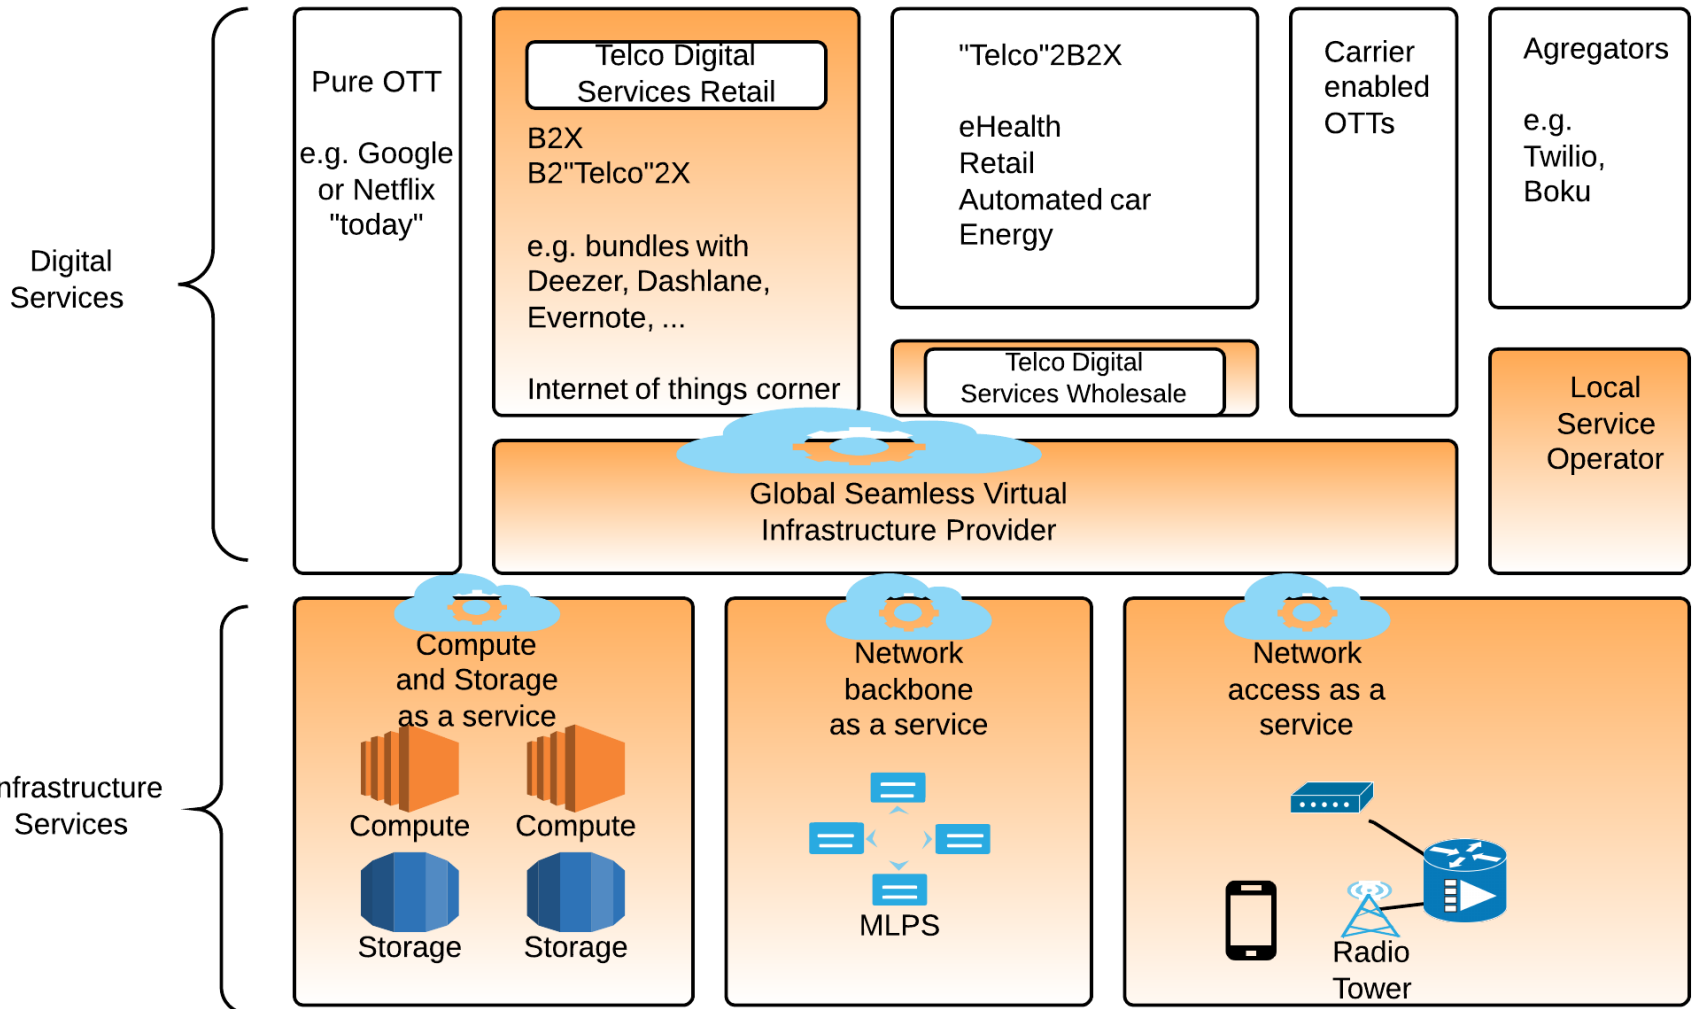 Digital
Services
Pure OTT
e.g. Google
or Netflix
"today"
Telco Digital
Services Retail
B2X
B2"Telco"2X
e.g. bundles with
Deezer, Dashlane,
Evernote, ...
Internet of things corner
"Telco"2B2X
eHealth
Retail
Automated car
Energy
Telco Digital
Services Wholesale
Carrier
enabled
OTTs
Agregators
e.g.
Twilio,
Boku
Local
Service
Operator
Global Seamless Virtual
Infrastructure Provider
nfrastructure
Services
Compute
and Storage
as a service
Compute
Compute
Storage
Storage
Network
backbone
as a service
MLPS
Network
access as a
service
Radio
Tower